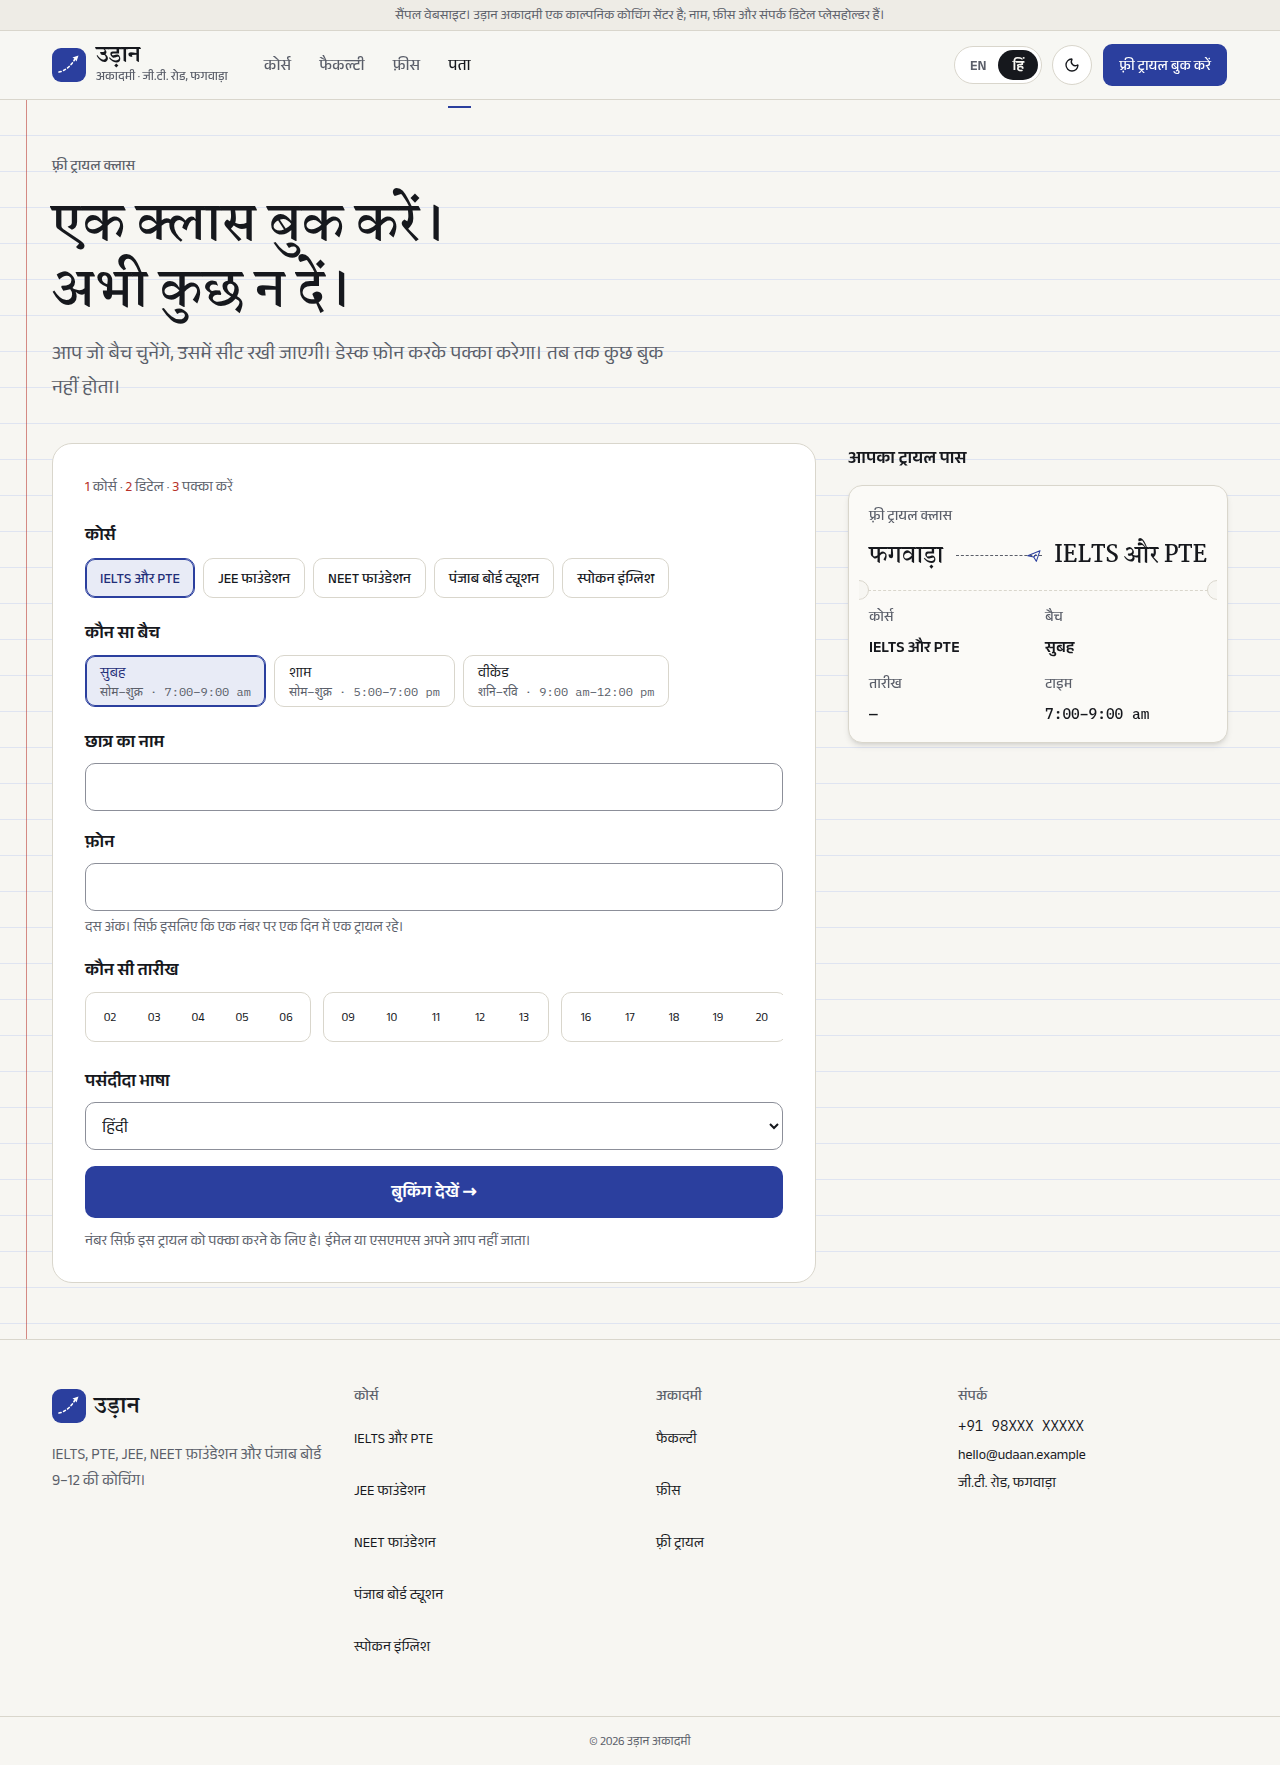 सैंपल वेबसाइट। उड़ान अकादमी एक काल्पनिक कोचिंग सेंटर है; नाम, फ़ीस और संपर्क डिटेल प्लेसहोल्डर हैं।
उड़ान
अकादमी · जी.टी. रोड, फगवाड़ा
कोर्स
फैकल्टी
फ़ीस
पता
EN
हिं
फ़्री ट्रायल बुक करें
फ़्री ट्रायल क्लास
एक क्लास बुक करें।
अभी कुछ न दें।
आप जो बैच चुनेंगे, उसमें सीट रखी जाएगी। डेस्क फ़ोन करके पक्का करेगा। तब तक कुछ बुक
नहीं होता।
1 कोर्स · 2 डिटेल · 3 पक्का करें
कोर्स
IELTS और PTE
JEE फाउंडेशन
NEET फाउंडेशन
पंजाब बोर्ड ट्यूशन
स्पोकन इंग्लिश
कौन सा बैच
सुबह
सोम–शुक्र · 7:00–9:00 am
शाम
सोम–शुक्र · 5:00–7:00 pm
वीकेंड
शनि–रवि · 9:00 am–12:00 pm
छात्र का नाम
फ़ोन
दस अंक। सिर्फ़ इसलिए कि एक नंबर पर एक दिन में एक ट्रायल रहे।
कौन सी तारीख
02 03 04 05 06 09 10 11 12 13 16 17 18 19 20
पसंदीदा भाषा
हिंदी
बुकिंग देखें →
नंबर सिर्फ़ इस ट्रायल को पक्का करने के लिए है। ईमेल या एसएमएस अपने आप नहीं जाता।
आपका ट्रायल पास
फ़्री ट्रायल क्लास
फगवाड़ा
IELTS और PTE
कोर्स
बैच
IELTS और PTE
सुबह
तारीख
टाइम
—
7:00–9:00 am
उड़ान
IELTS, PTE, JEE, NEET फ़ाउंडेशन और पंजाब बोर्ड
9–12 की कोचिंग।
कोर्स
IELTS और PTE
JEE फाउंडेशन
NEET फाउंडेशन
पंजाब बोर्ड ट्यूशन
स्पोकन इंग्लिश
अकादमी
फैकल्टी
फ़ीस
फ़्री ट्रायल
संपर्क
+91 98XXX XXXXX
hello@udaan.example
जी.टी. रोड, फगवाड़ा
© 2026 उड़ान अकादमी